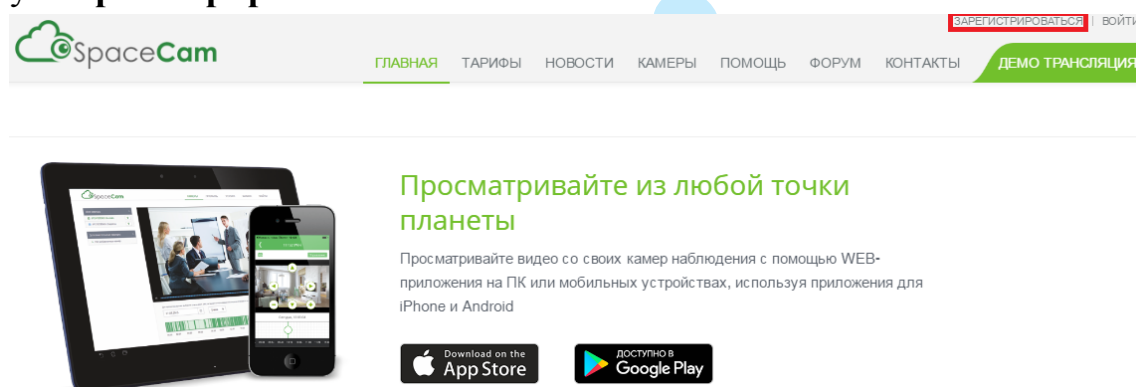 ЗАРЕГИСТРИРОВАТЬСЯ | ВОЙТИ
SpaceCam
ГЛАВНАЯ ТАРИФЫ НОВОСТИ КАМЕРЫ ПОМОЩЬ ФОРУМ КОНТАКТЫ ДЕМО ТРАНСЛЯЦИЯ
Просматривайте из любой точки
планеты
Просматривайте видео со своих камер наблюдения с помощью WEB-
приложения на ПК или мобильных устройствах, используя приложения для
iPhone и Android
SpaceCam
Download on the
App Store
ДОСТУПНО В
Google Play